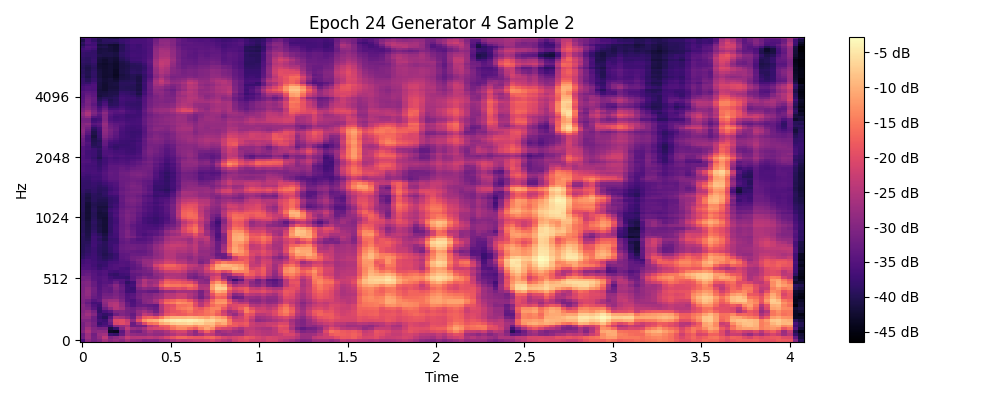 Epoch 24 Generator 4 Sample 2
Hz
4096
2048
1024
512
0
0
0.5
1
1.5
2
2.5
3
3.5
4
Time
-5 dB
-10 dB
-15 dB
-20 dB
-25 dB
-30 dB
-35 dB
-40 dB
-45 dB